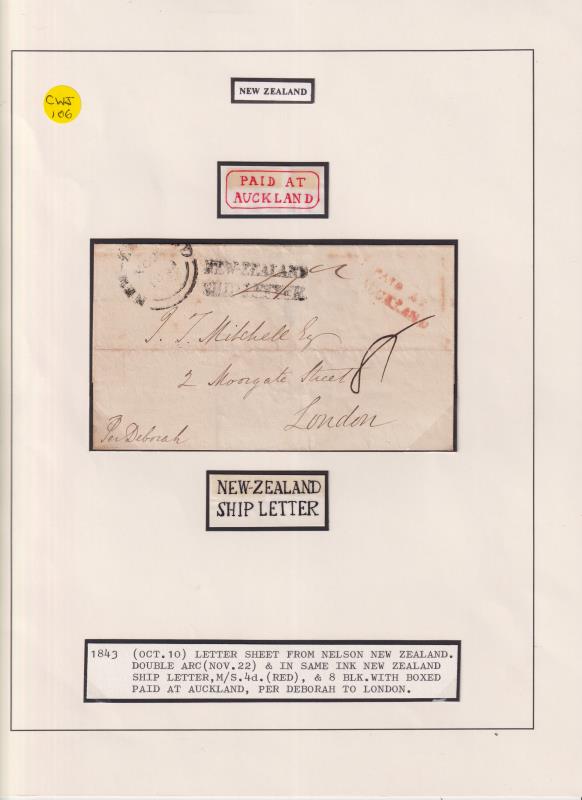 NEW ZEALAND
CWJ
106
PAID AT
AUCKLAND
NEW-ZEALAND
SHIP LETTER
PAID AT
AUCKLAND
J. J. Mitchell Esq
8
2 Moorgate Street
London
Per Deborah
NEW-ZEALAND
SHIP LETTER
1843 (OCT.10) LETTER SHEET FROM NELSON NEW ZEALAND.
DOUBLE ARC(NOV.22) & IN SAME INK NEW ZEALAND
SHIP LETTER,M/S.4d.(RED), & 8 BLK.WITH BOXED
PAID AT AUCKLAND, PER DEBORAH TO LONDON.